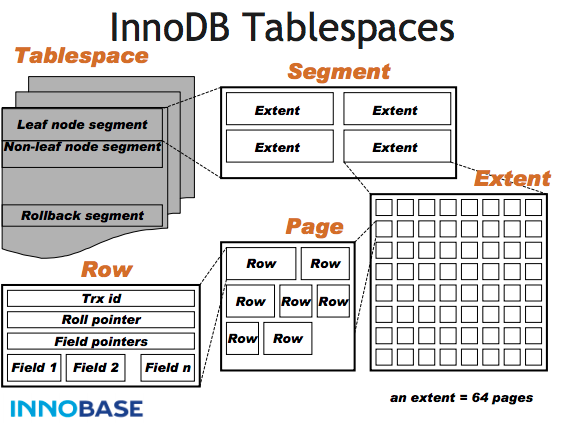 InnoDB Tablespaces
Tablespace
Leaf node segment
Non-leaf node segment
Rollback segment
Segment
Extent Extent
Extent Extent
Extent
an extent = 64 pages
Page
Row Row
Row Row Row
Row Row
Row
Trx id
Roll pointer
Field pointers
Field 1 Field 2 Field n
INNOBASE